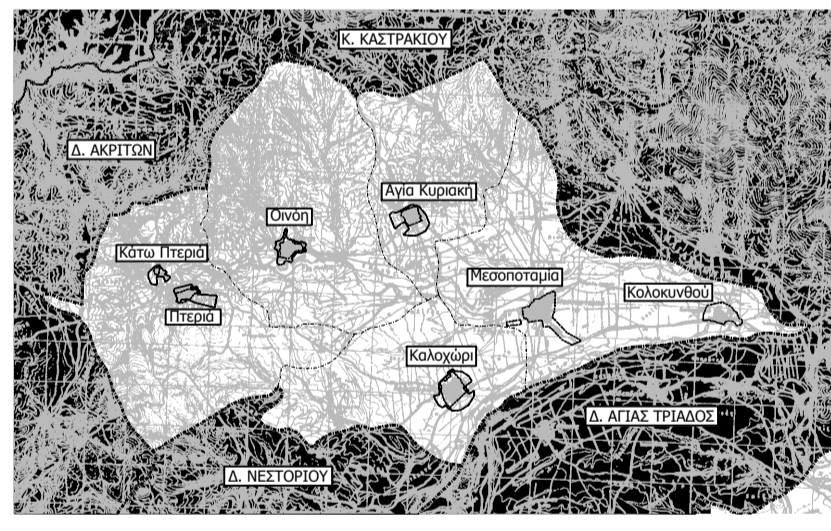 Κ. ΚΑΣΤΡΑΚΙΟΥ
Δ. ΑΚΡΙΤΩΝ
Αγία Κυριακή
Οινόη
Κάτω Πτεριά
Μεσοποταμία
Κολοκυνθού
Πτεριά
Καλοχώρι
Δ. ΑΓΙΑΣ ΤΡΙΑΔΟΣ
Δ. ΝΕΣΤΟΡΙΟΥ